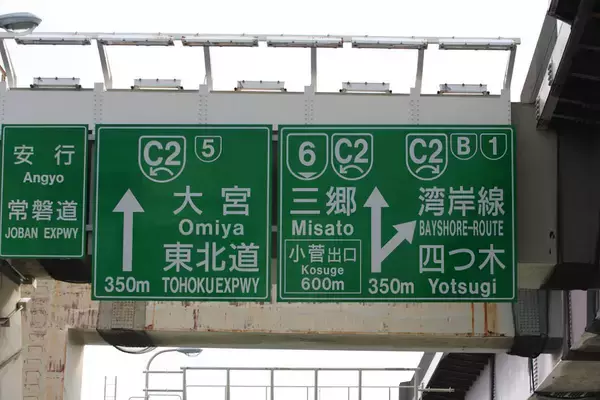 安行
Angyo
常磐道
JOBAN EXPWY
C2 5
大宮
Omiya
東北道
350m TOHOKU EXPWY
6 C2
三郷
Misato
小菅出口
Kosuge
600m
C2 B 1
湾岸線
BAYSHORE-ROUTE
四つ木
350m Yotsugi